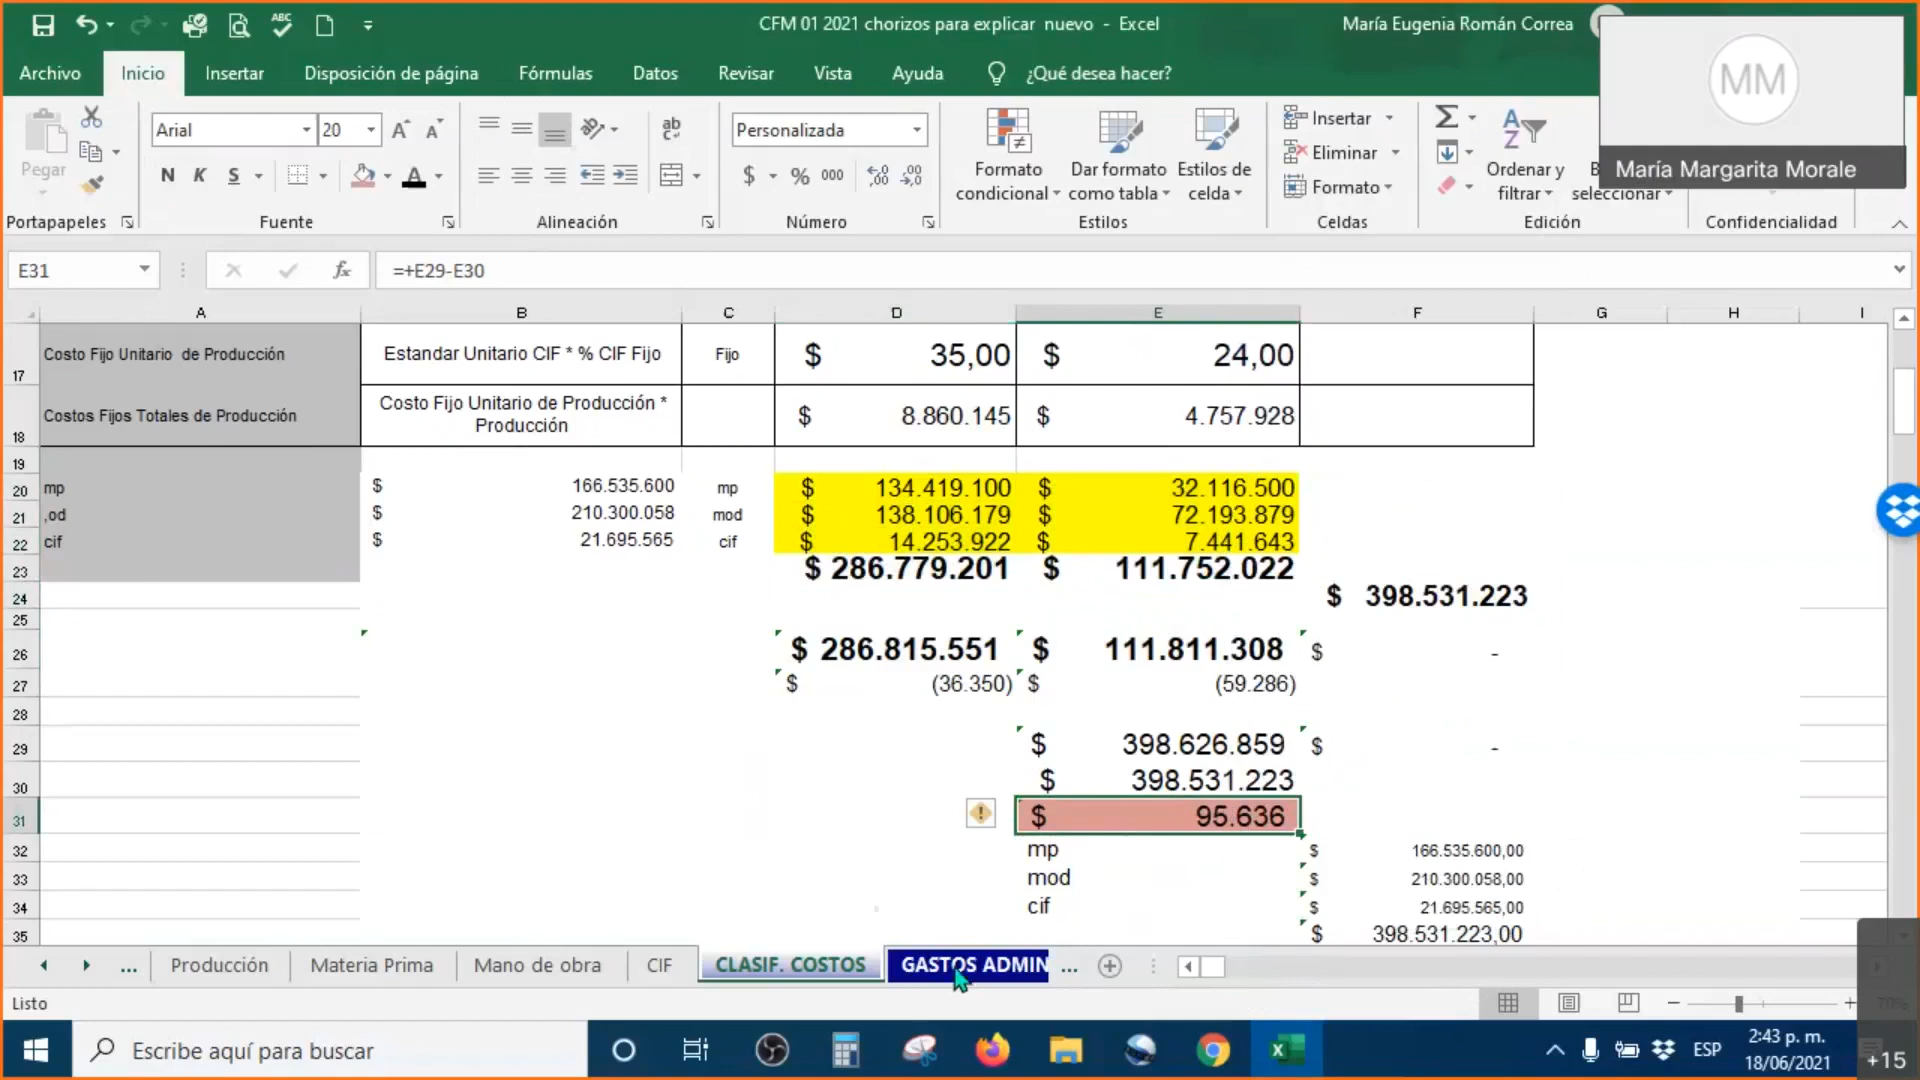 CFM 01 2021 chorizos para explicar nuevo - Excel
María Eugenia Román Correa
Archivo Inicio Insertar Disposición de página Fórmulas Datos Revisar Vista Ayuda ¿Qué desea hacer?
MM
María Margarita Morale
Pegar
Arial 20
N K S
Personalizada
$ % 000
Formato condicional
Dar formato como tabla
Estilos de celda
Insertar
Eliminar
Formato
Ordenar y filtrar
seleccionar
Portapapeles Fuente Alineación Número Estilos Celdas Edición Confidencialidad
E31 fx =+E29-E30
A B C D E F G H I
17 Costo Fijo Unitario de Producción Estandar Unitario CIF * % CIF Fijo Fijo $ 35,00 $ 24,00
18 Costos Fijos Totales de Producción Costo Fijo Unitario de Producción * Producción $ 8.860.145 $ 4.757.928
19
20 mp $ 166.535.600 mp $ 134.419.100 $ 32.116.500
21 ,od $ 210.300.058 mod $ 138.106.179 $ 72.193.879
22 cif $ 21.695.565 cif $ 14.253.922 $ 7.441.643
23 $ 286.779.201 $ 111.752.022
24 $ 398.531.223
25
26 $ 286.815.551 $ 111.811.308 $ -
27 $ (36.350) $ (59.286)
28
29 $ 398.626.859 $ -
30 $ 398.531.223
31 $ 95.636
32 mp $ 166.535.600,00
33 mod $ 210.300.058,00
34 cif $ 21.695.565,00
35 $ 398.531.223,00
... Producción Materia Prima Mano de obra CIF CLASIF. COSTOS GASTOS ADMIN ...
Listo
Escribe aquí para buscar
ESP
2:43 p. m.
18/06/2021
+15